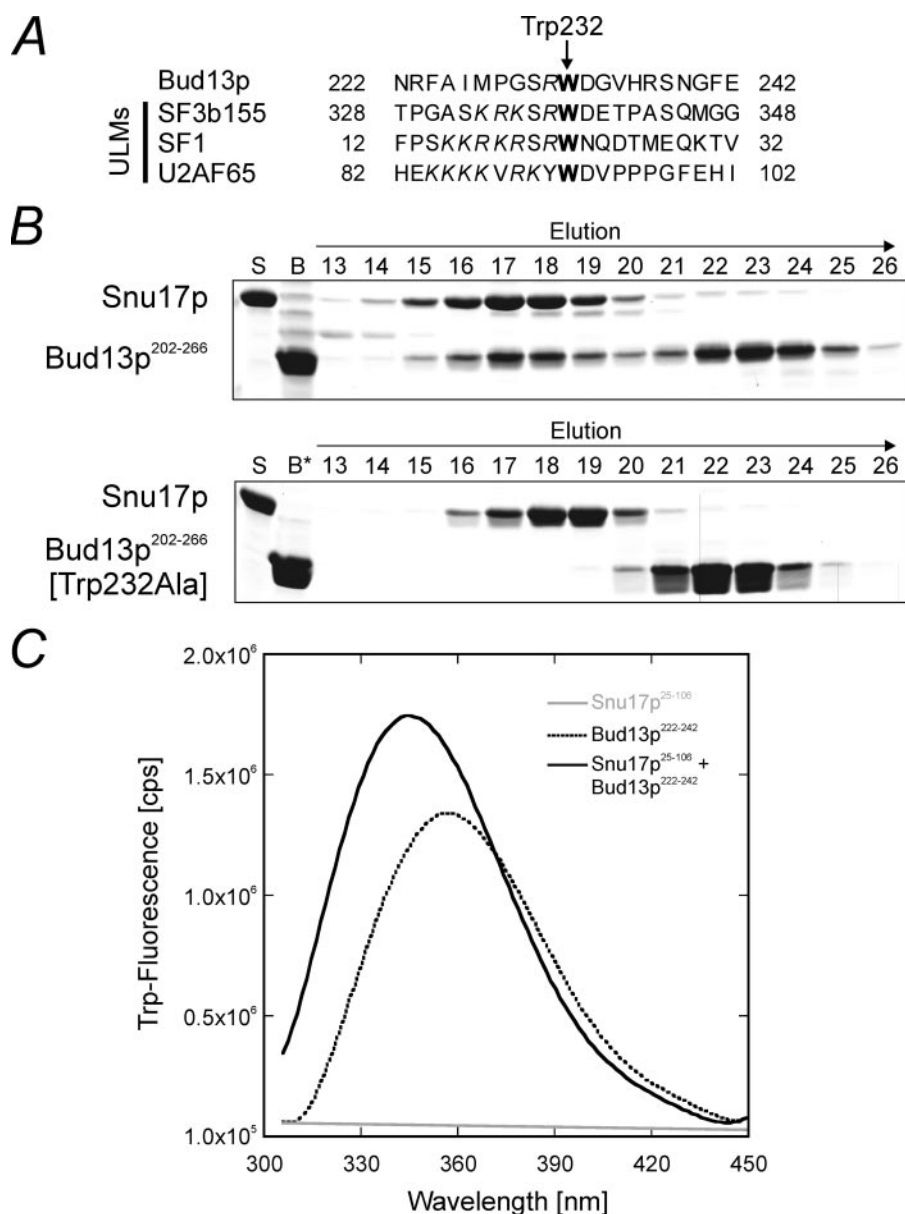 A
Trp232
Bud13p 222 NRFAIMPGSRWDGVHRSNGFE 242
ULMs
SF3b155 328 TPGASKRKSRWDETPASQMGG 348
SF1 12 FPSKKRKRSRWNQDTMEQKTV 32
U2AF65 82 HEKKKKVRKYWDVPPPGFEHI 102
B
Elution
S B 13 14 15 16 17 18 19 20 21 22 23 24 25 26
Snu17p
Bud13p202-266
Elution
S B* 13 14 15 16 17 18 19 20 21 22 23 24 25 26
Snu17p
Bud13p202-266
[Trp232Ala]
C
2.0x10⁶
1.5x10⁶
1.0x10⁶
0.5x10⁶
1.0x10⁵
Trp-Fluorescence [cps]
Snu17p25-106
Bud13p222-242
Snu17p25-106 +
Bud13p222-242
300 330 360 390 420 450
Wavelength [nm]